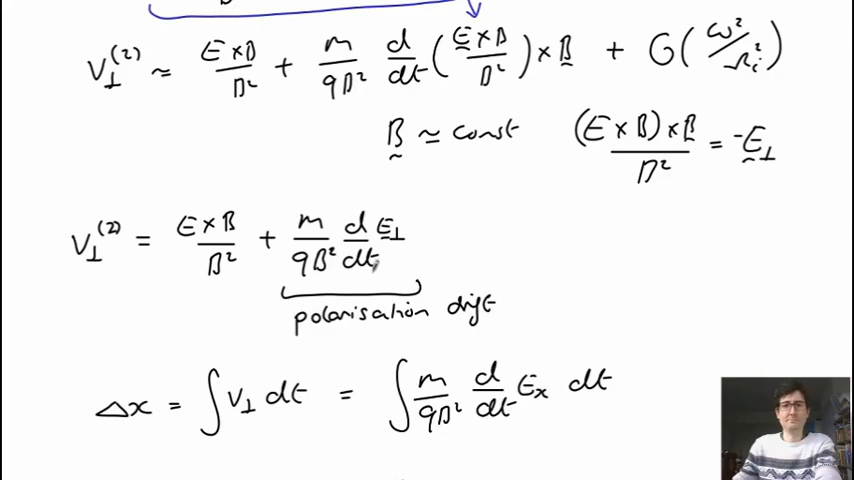 V⊥⁽²⁾ ≈ E×B/B² + m/qB² d/dt (E×B/B²) × B + O(ω²/Ωᵢ²)
B ≈ const (E×B)×B/B² = -E⊥
V⊥⁽²⁾ = E×B/B² + m/qB² d/dt E⊥
polarisation drift
Δx = ∫ V⊥ dt = ∫ m/qB² d/dt Eₓ dt